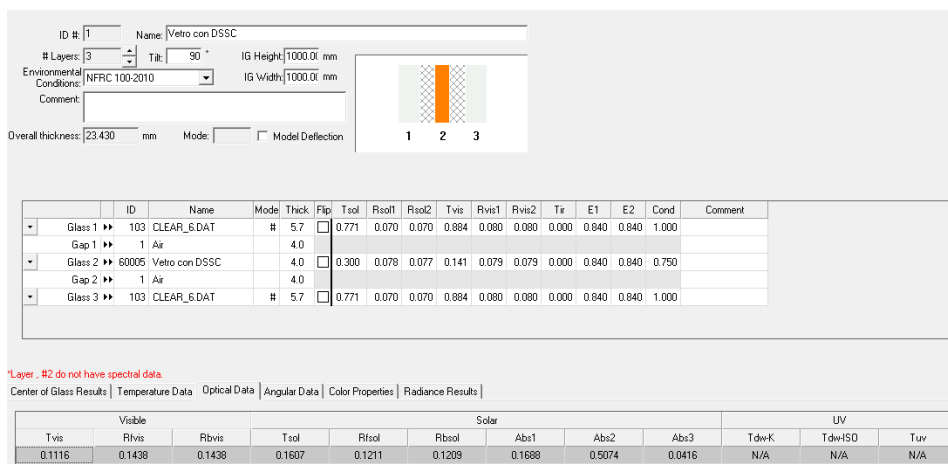 ID #: 1 Name: Vetro con DSSC
# Layers: 3 Tilt: 90 ° IG Height: 1000.0( mm
Environmental Conditions: NFRC 100-2010 IG Width: 1000.0( mm
Comment:
Overall thickness: 23.430 mm Mode: Model Deflection
1 2 3
ID Name Mode Thick Flip Tsol Rsol1 Rsol2 Tvis Rvis1 Rvis2 Tir E1 E2 Cond Comment
Glass 1 ▸▸ 103 CLEAR_6.DAT # 5.7 0.771 0.070 0.070 0.884 0.080 0.080 0.000 0.840 0.840 1.000
Gap 1 ▸▸ 1 Air 4.0
Glass 2 ▸▸ 60005 Vetro con DSSC 4.0 0.300 0.078 0.077 0.141 0.079 0.079 0.000 0.840 0.840 0.750
Gap 2 ▸▸ 1 Air 4.0
Glass 3 ▸▸ 103 CLEAR_6.DAT # 5.7 0.771 0.070 0.070 0.884 0.080 0.080 0.000 0.840 0.840 1.000
*Layer , #2 do not have spectral data.
Center of Glass Results | Temperature Data | Optical Data | Angular Data | Color Properties | Radiance Results |
Visible Solar UV
Tvis Rfvis Rbvis Tsol Rfsol Rbsol Abs1 Abs2 Abs3 Tdw-K Tdw-ISO Tuv
0.1116 0.1438 0.1438 0.1607 0.1211 0.1209 0.1688 0.5074 0.0416 N/A N/A N/A